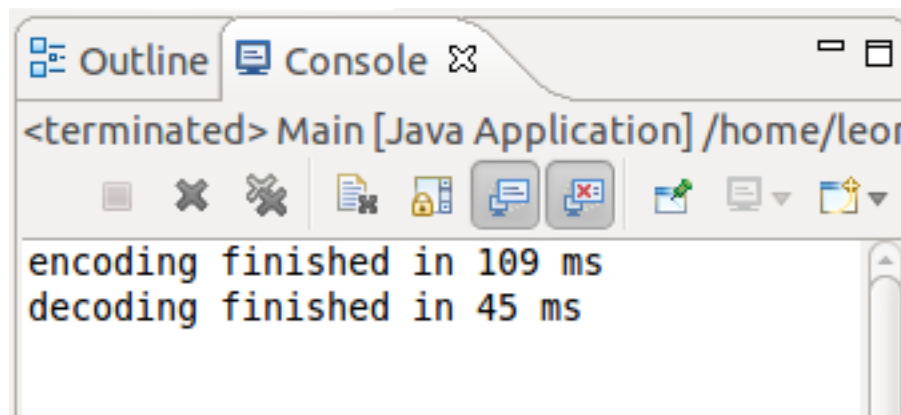 Outline Console
<terminated> Main [Java Application] /home/leor
encoding finished in 109 ms
decoding finished in 45 ms